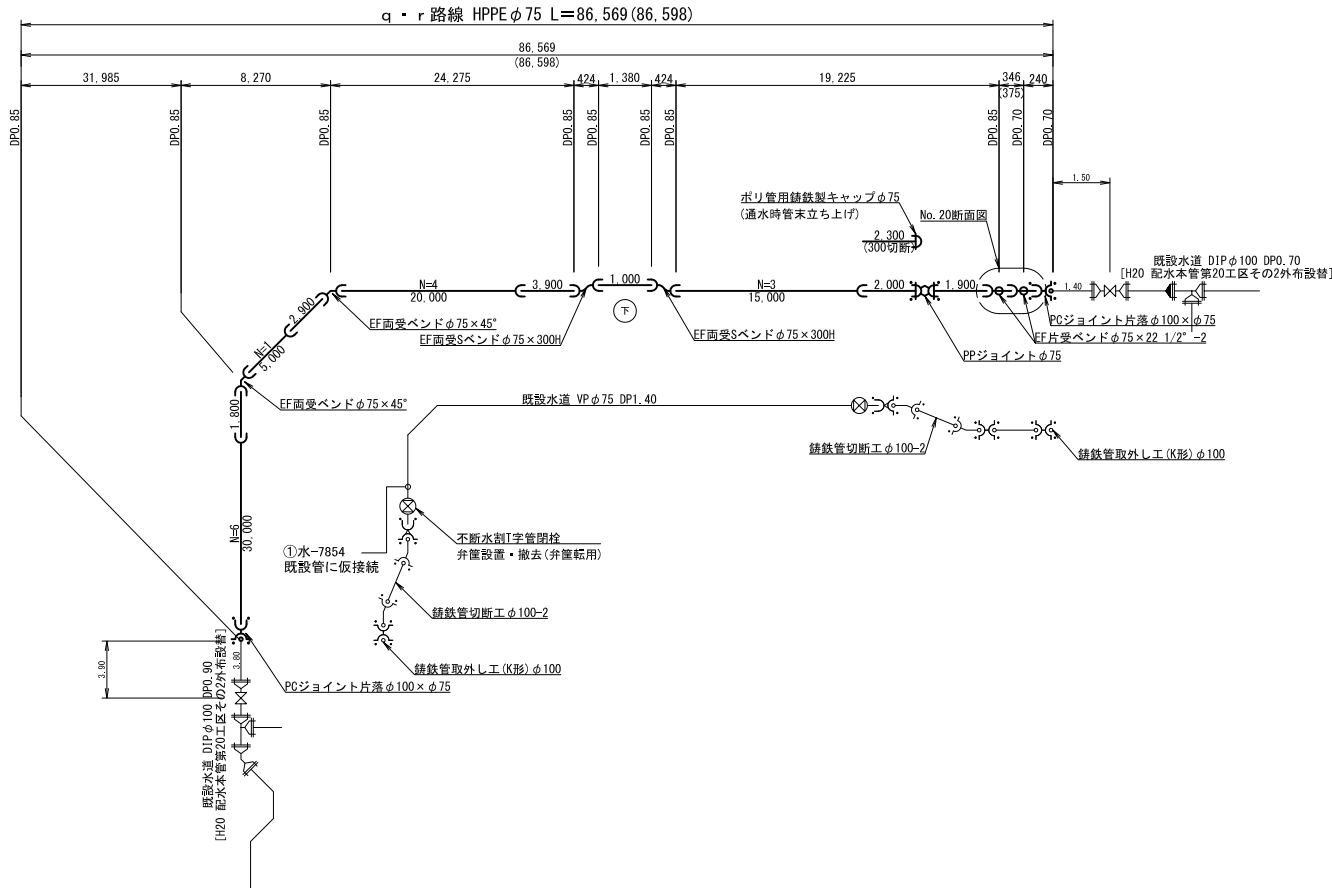 q・r路線 HPPEφ75 L=86,569(86,598)
86,569
(86,598)
31,985
8,270
24,275
424
1,380
424
19,225
346
(375)
240
DP0.85
DP0.85
DP0.85
DP0.85
DP0.85
DP0.85
DP0.85
DP0.85
DP0.70
DP0.70
1.50
ポリ管用鋳鉄製キャップφ75
(通水時管末立ち上げ)
2,300
(300切断)
No.20断面図
既設水道 DIPφ100 DP0.70
[H20 配水本管第20工区その2外布設替]
N=4
20,000
3,900
1,000
下
N=3
15,000
2,000
1,900
1.40
EF両受ベンドφ75×45°
EF両受Sベンドφ75×300H
EF両受Sベンドφ75×300H
PCジョイント片落φ100×φ75
EF片受ベンドφ75×22 1/2°-2
PPジョイントφ75
2,900
N=1
5,000
EF両受ベンドφ75×45°
1,800
既設水道 VPφ75 DP1.40
鋳鉄管切断工φ100-2
鋳鉄管取外し工(K形)φ100
N=6
30,000
①水-7854
既設管に仮接続
不断水割T字管閉栓
弁筐設置・撤去(弁筐転用)
鋳鉄管切断工φ100-2
鋳鉄管取外し工(K形)φ100
PCジョイント片落φ100×φ75
3.90
3.80
既設水道 DIPφ100 DP0.90
[H20 配水本管第20工区その2外布設替]